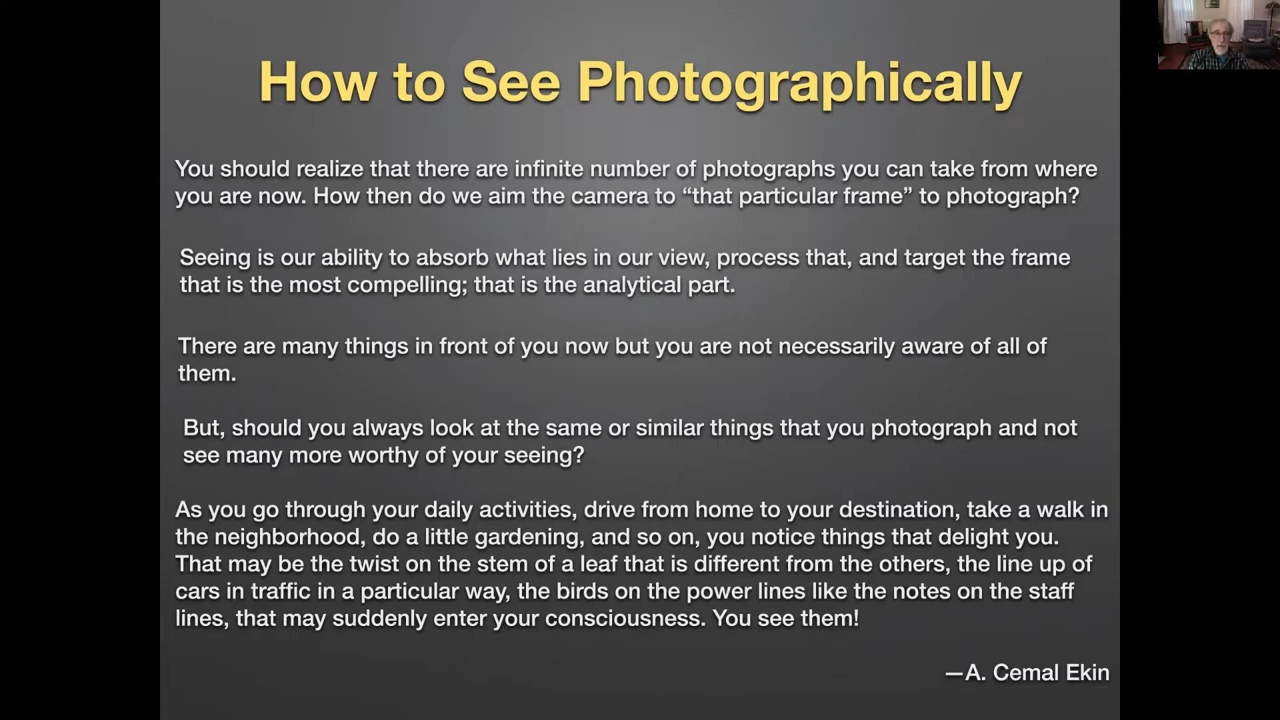 How to See Photographically
You should realize that there are infinite number of photographs you can take from where
you are now. How then do we aim the camera to “that particular frame” to photograph?
Seeing is our ability to absorb what lies in our view, process that, and target the frame
that is the most compelling; that is the analytical part.
There are many things in front of you now but you are not necessarily aware of all of
them.
But, should you always look at the same or similar things that you photograph and not
see many more worthy of your seeing?
As you go through your daily activities, drive from home to your destination, take a walk in
the neighborhood, do a little gardening, and so on, you notice things that delight you.
That may be the twist on the stem of a leaf that is different from the others, the line up of
cars in traffic in a particular way, the birds on the power lines like the notes on the staff
lines, that may suddenly enter your consciousness. You see them!
—A. Cemal Ekin